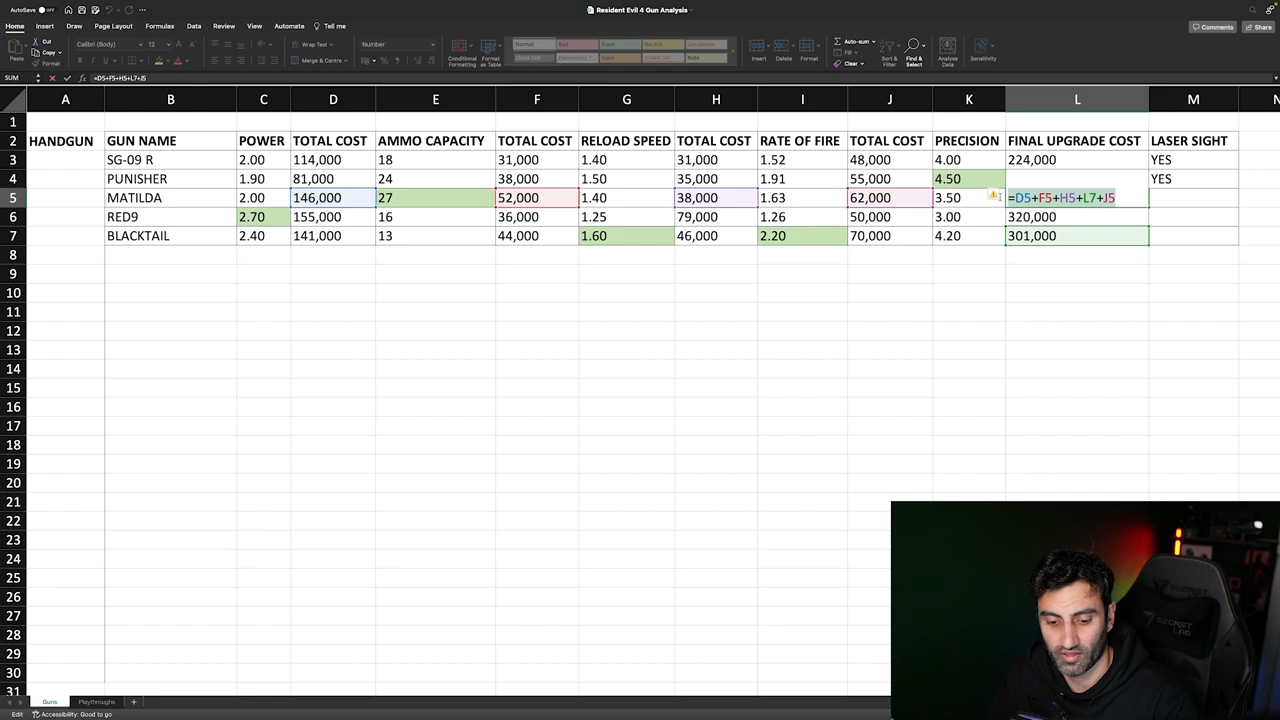 AutoSave OFF
Resident Evil 4 Gun Analysis
Home Insert Draw Page Layout Formulas Data Review View Automate Tell me
Comments Share
Paste Cut Copy Format
Calibri (Body) 12
Wrap Text
Merge & Centre
Number
Conditional Formatting
Format as Table
Normal Bad Good Neutral Calculation
Check Cell Explanatory T... Input Linked Cell Note
Insert Delete Format
Auto-sum Fill Clear
Sort & Filter
Find & Select
Analyse Data
Sensitivity
SUM fx =D5+F5+H5+L7+J5
A B C D E F G H I J K L M N
1
2 HANDGUN GUN NAME POWER TOTAL COST AMMO CAPACITY TOTAL COST RELOAD SPEED TOTAL COST RATE OF FIRE TOTAL COST PRECISION FINAL UPGRADE COST LASER SIGHT
3 SG-09 R 2.00 114,000 18 31,000 1.40 31,000 1.52 48,000 4.00 224,000 YES
4 PUNISHER 1.90 81,000 24 38,000 1.50 35,000 1.91 55,000 4.50 YES
5 MATILDA 2.00 146,000 27 52,000 1.40 38,000 1.63 62,000 3.50 =D5+F5+H5+L7+J5
6 RED9 2.70 155,000 16 36,000 1.25 79,000 1.26 50,000 3.00 320,000
7 BLACKTAIL 2.40 141,000 13 44,000 1.60 46,000 2.20 70,000 4.20 301,000
8
9
10
11
12
13
14
15
16
17
18
19
20
21
22
23
24
25
26
27
28
29
30
31
Guns Playthroughs +
Edit Accessibility: Good to go